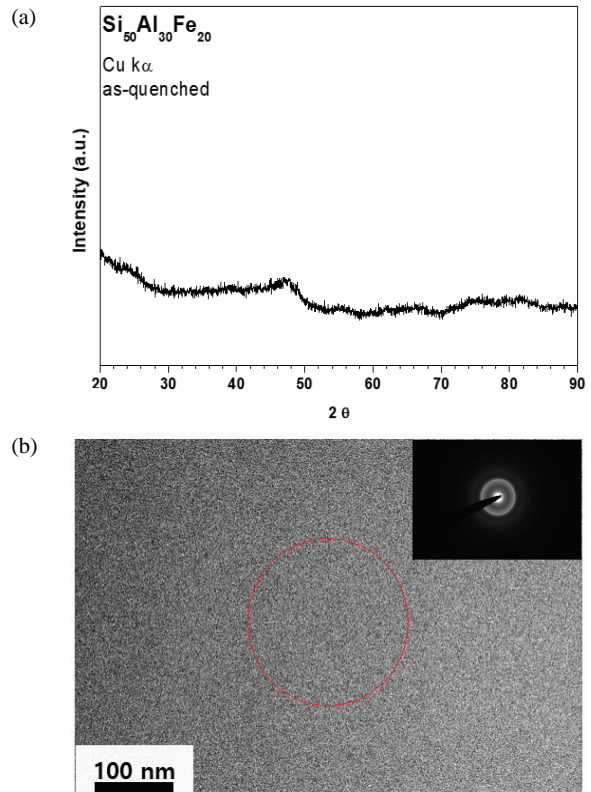 (a)
Si50Al30Fe20
Cu kα
as-quenched
Intensity (a.u.)
20 30 40 50 60 70 80 90
2 θ
(b)
100 nm